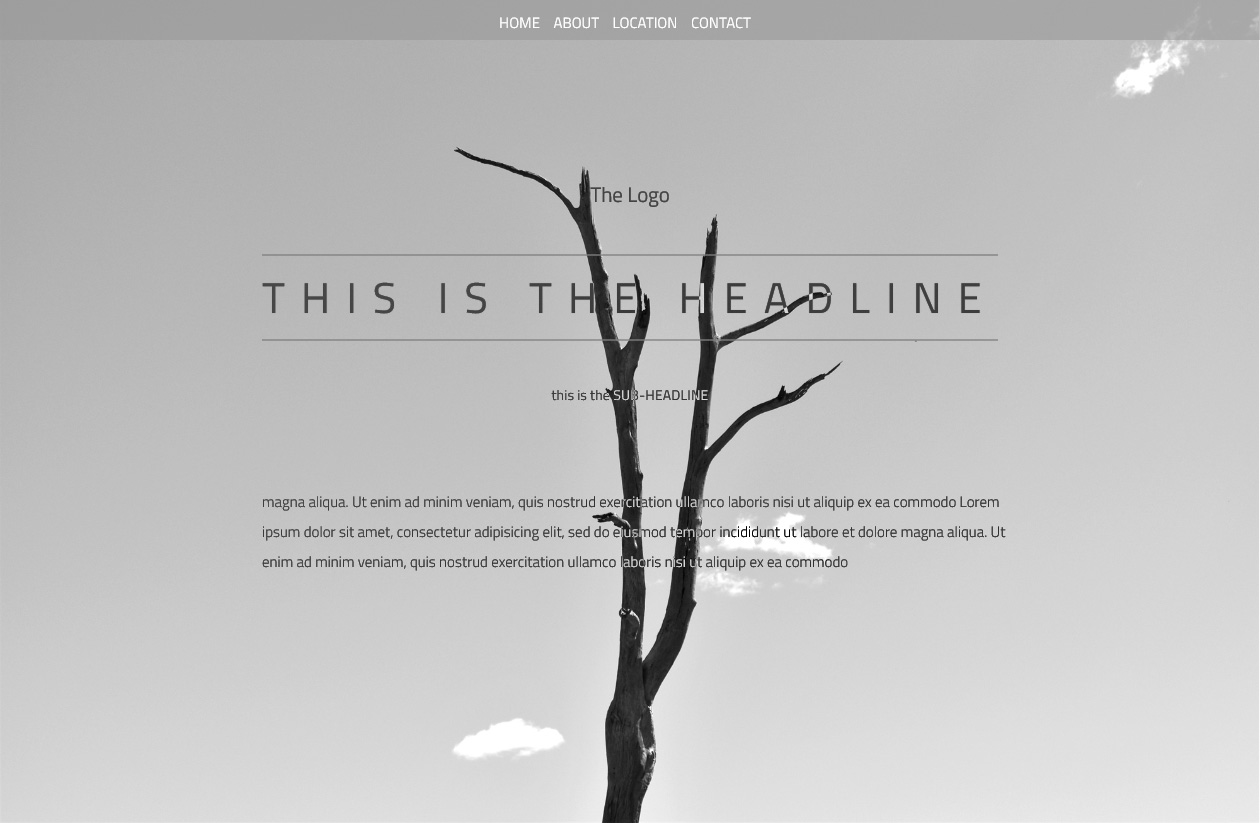 HOME ABOUT LOCATION CONTACT
The Logo
THIS IS THE HEADLINE
this is the SUB-HEADLINE
magna aliqua. Ut enim ad minim veniam, quis nostrud exercitation ullamco laboris nisi ut aliquip ex ea commodo Lorem
ipsum dolor sit amet, consectetur adipisicing elit, sed do eiusmod tempor incididunt ut labore et dolore magna aliqua. Ut
enim ad minim veniam, quis nostrud exercitation ullamco laboris nisi ut aliquip ex ea commodo